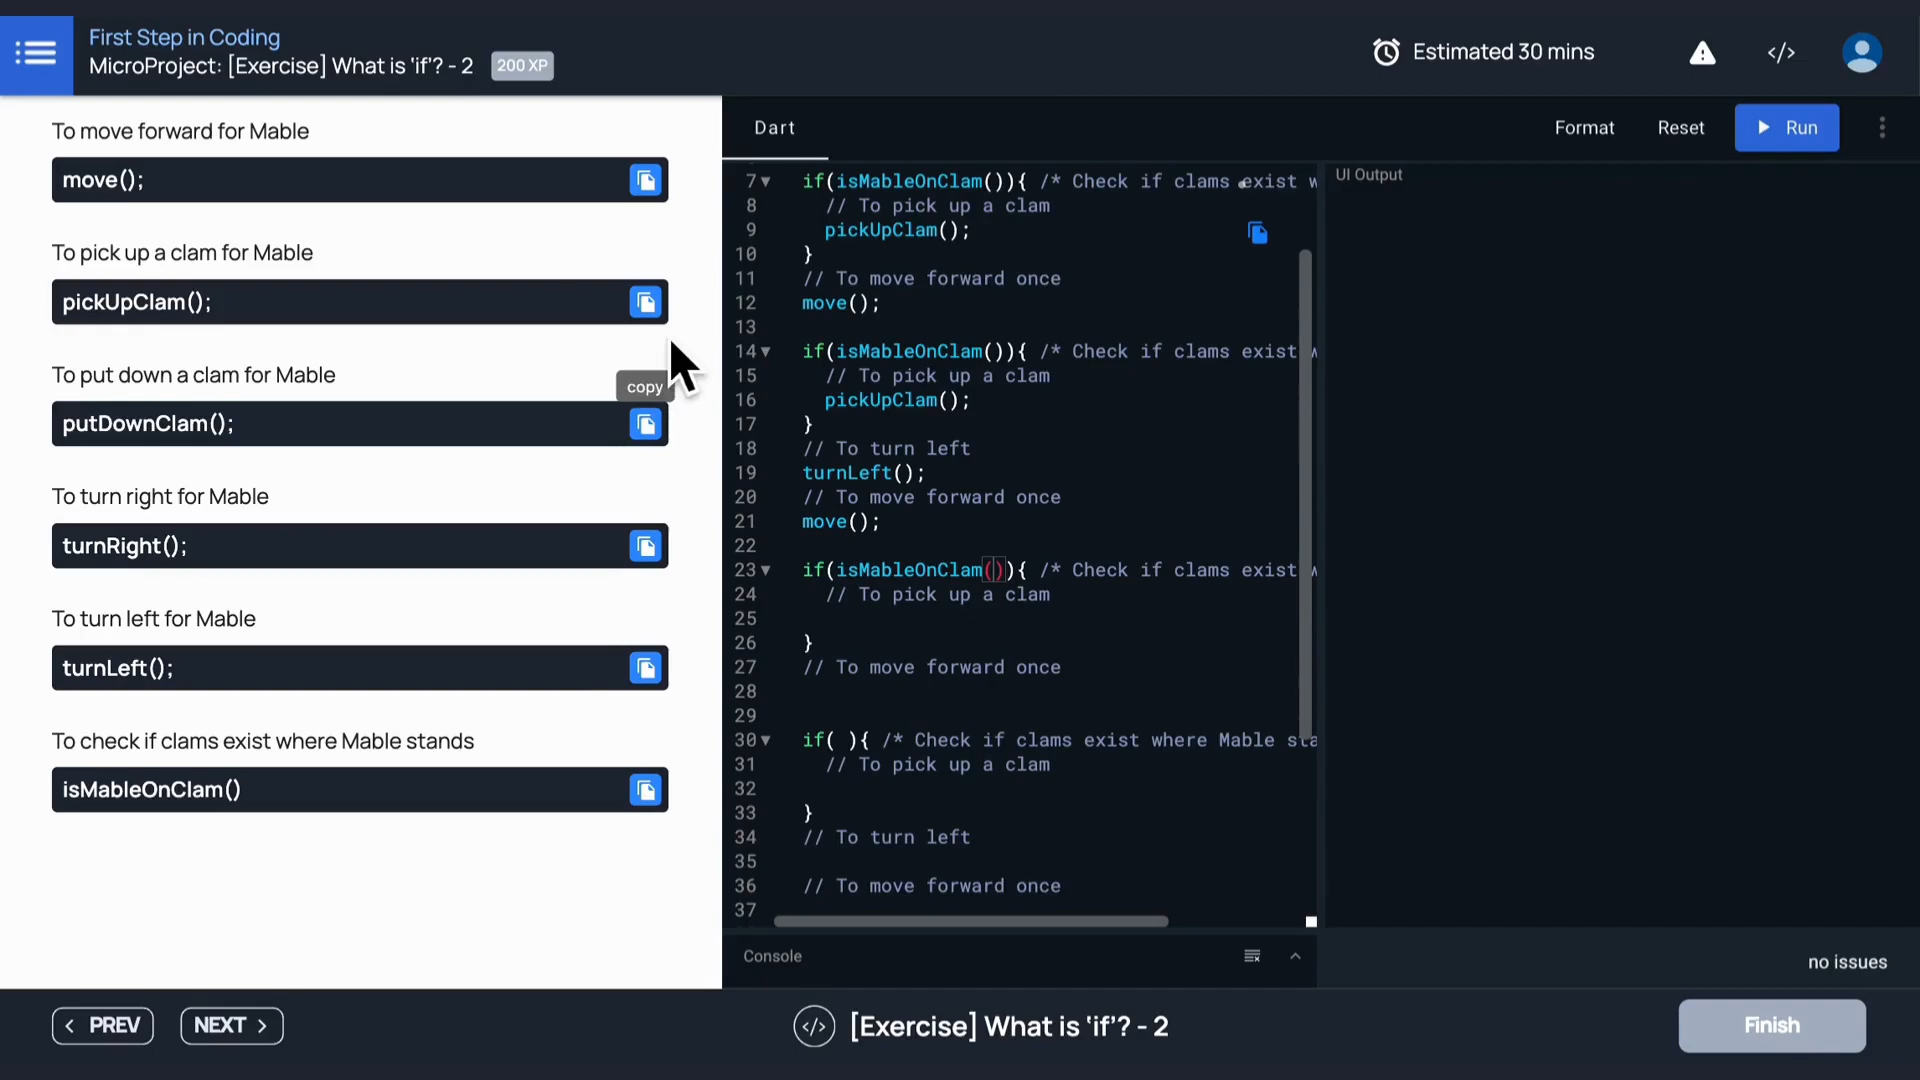 First Step in Coding
MicroProject: [Exercise] What is ‘if’? - 2 200 XP
Estimated 30 mins
</>
To move forward for Mable
move();
To pick up a clam for Mable
pickUpClam();
To put down a clam for Mable
copy
putDownClam();
To turn right for Mable
turnRight();
To turn left for Mable
turnLeft();
To check if clams exist where Mable stands
isMableOnClam()
Dart
Format
Reset
Run
7 if(isMableOnClam()){ /* Check if clams exist w
8 // To pick up a clam
9 pickUpClam();
10 }
11 // To move forward once
12 move();
13
14 if(isMableOnClam()){ /* Check if clams exist w
15 // To pick up a clam
16 pickUpClam();
17 }
18 // To turn left
19 turnLeft();
20 // To move forward once
21 move();
22
23 if(isMableOnClam()){ /* Check if clams exist w
24 // To pick up a clam
25
26 }
27 // To move forward once
28
29
30 if( ){ /* Check if clams exist where Mable sta
31 // To pick up a clam
32
33 }
34 // To turn left
35
36 // To move forward once
37
UI Output
Console
no issues
< PREV
NEXT >
</> [Exercise] What is ‘if’? - 2
Finish